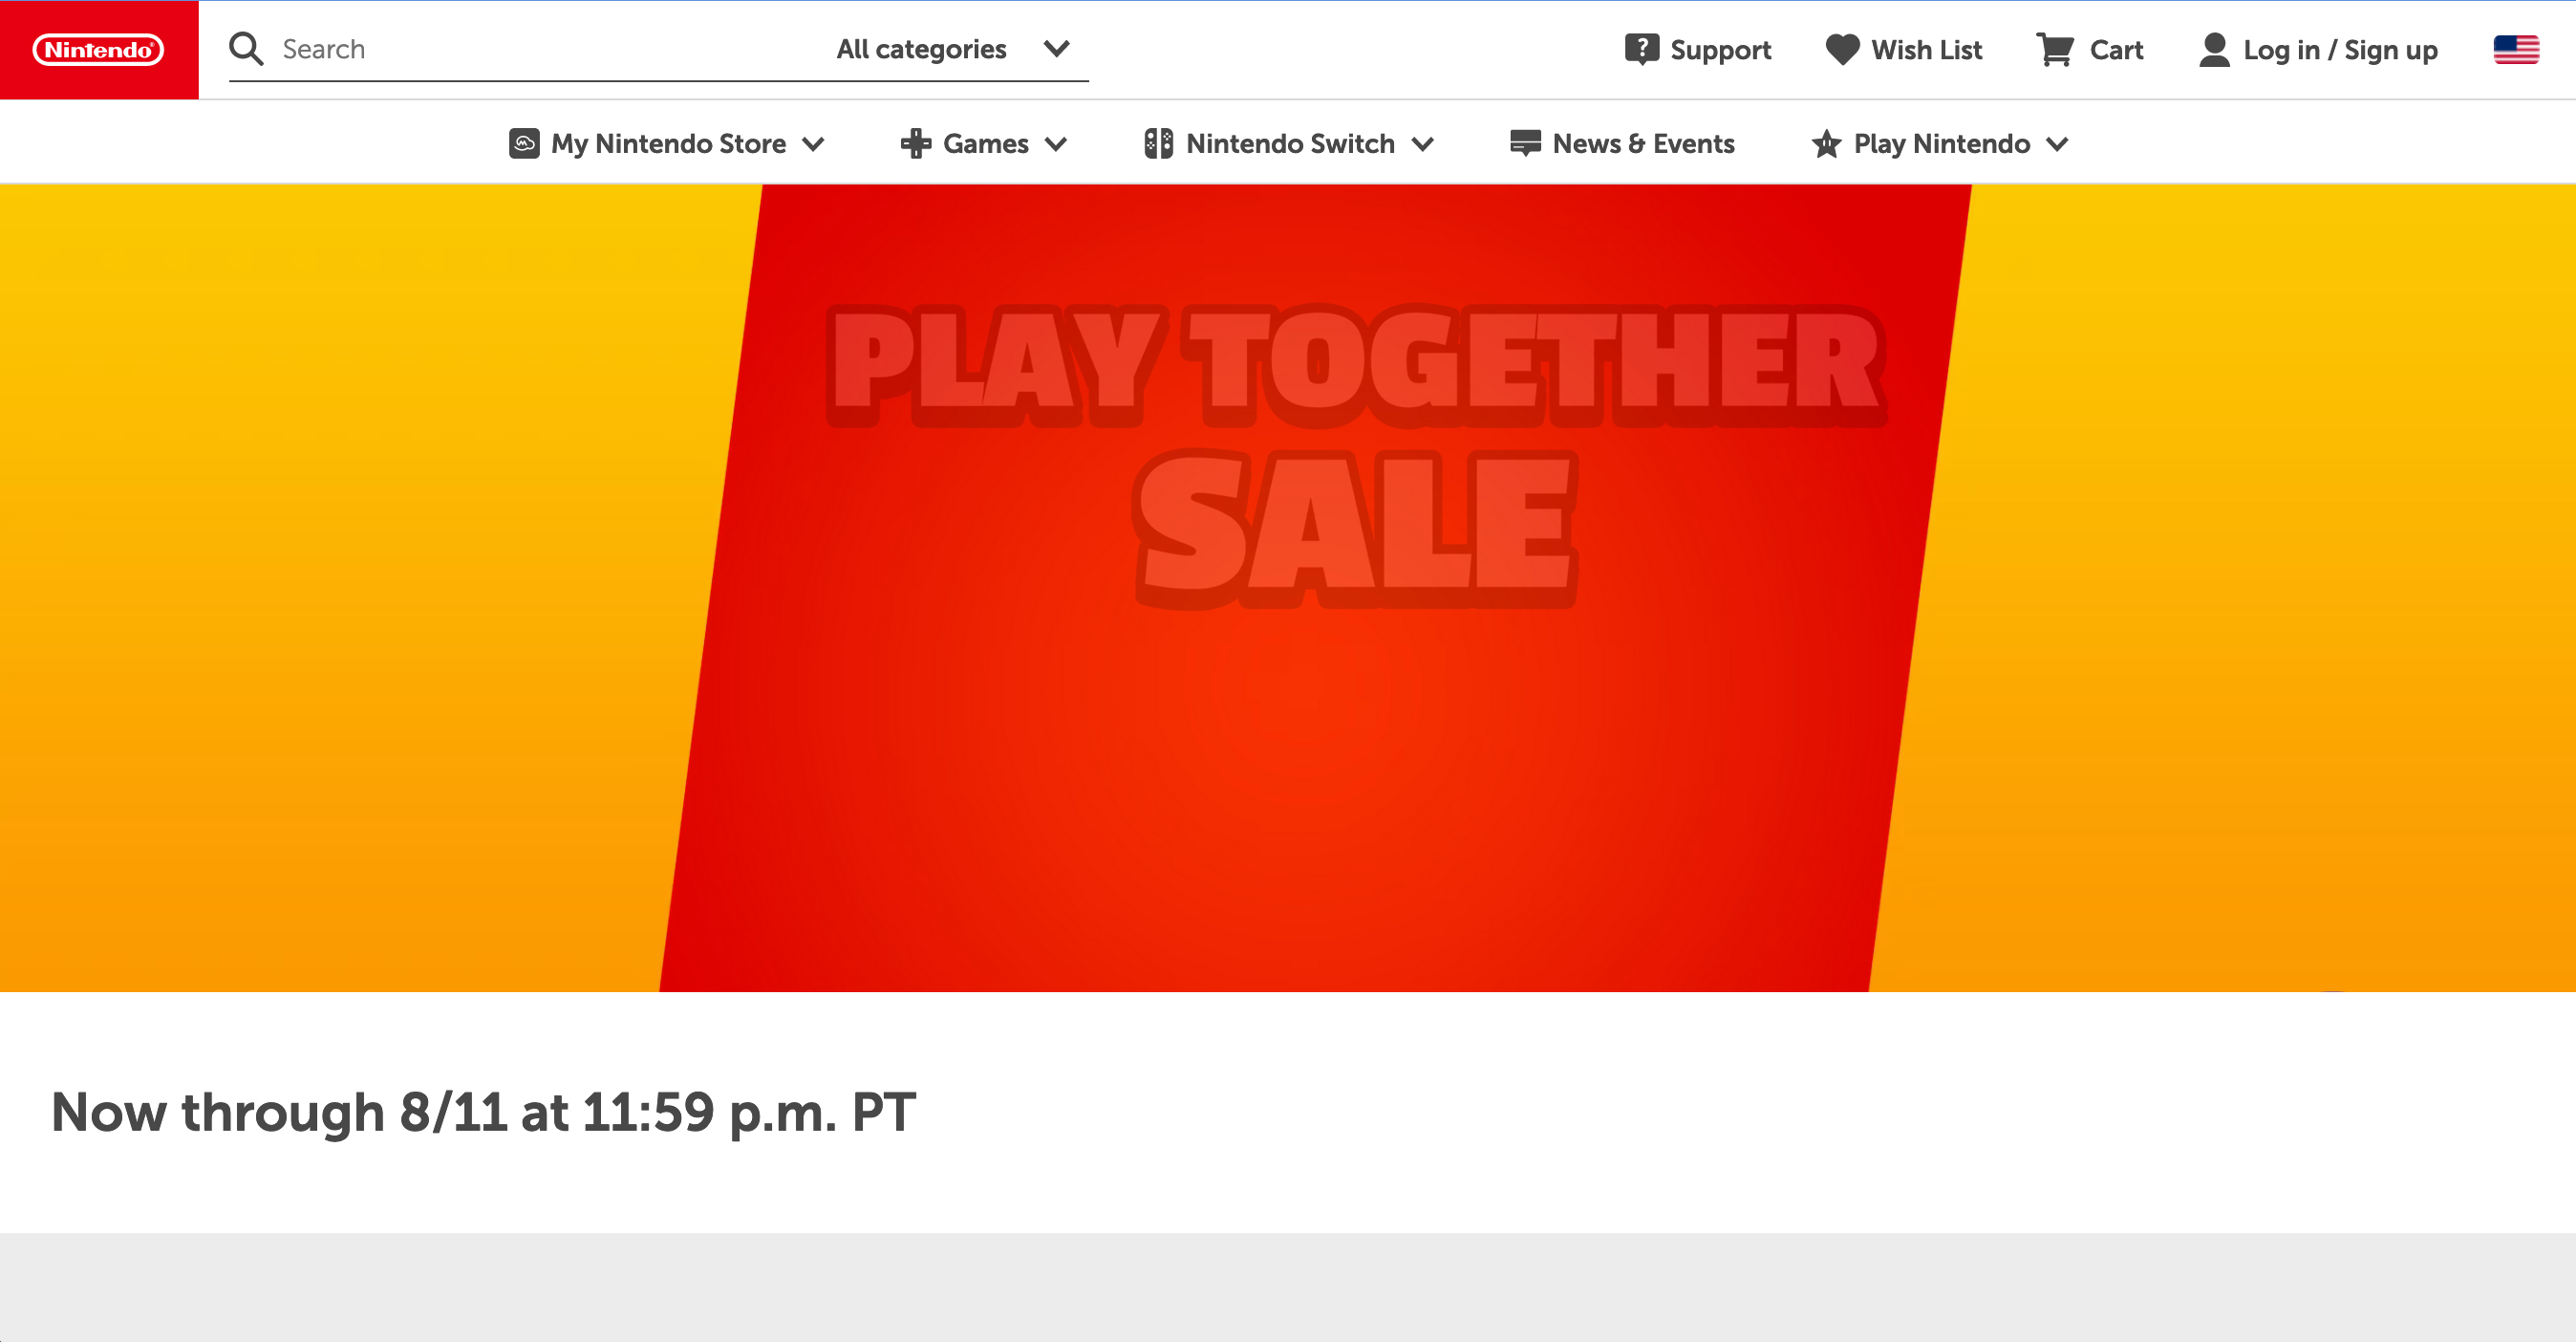 Nintendo
Search
All categories
Support
Wish List
Cart
Log in / Sign up
My Nintendo Store
Games
Nintendo Switch
News & Events
Play Nintendo
PLAY TOGETHER
SALE
Now through 8/11 at 11:59 p.m. PT